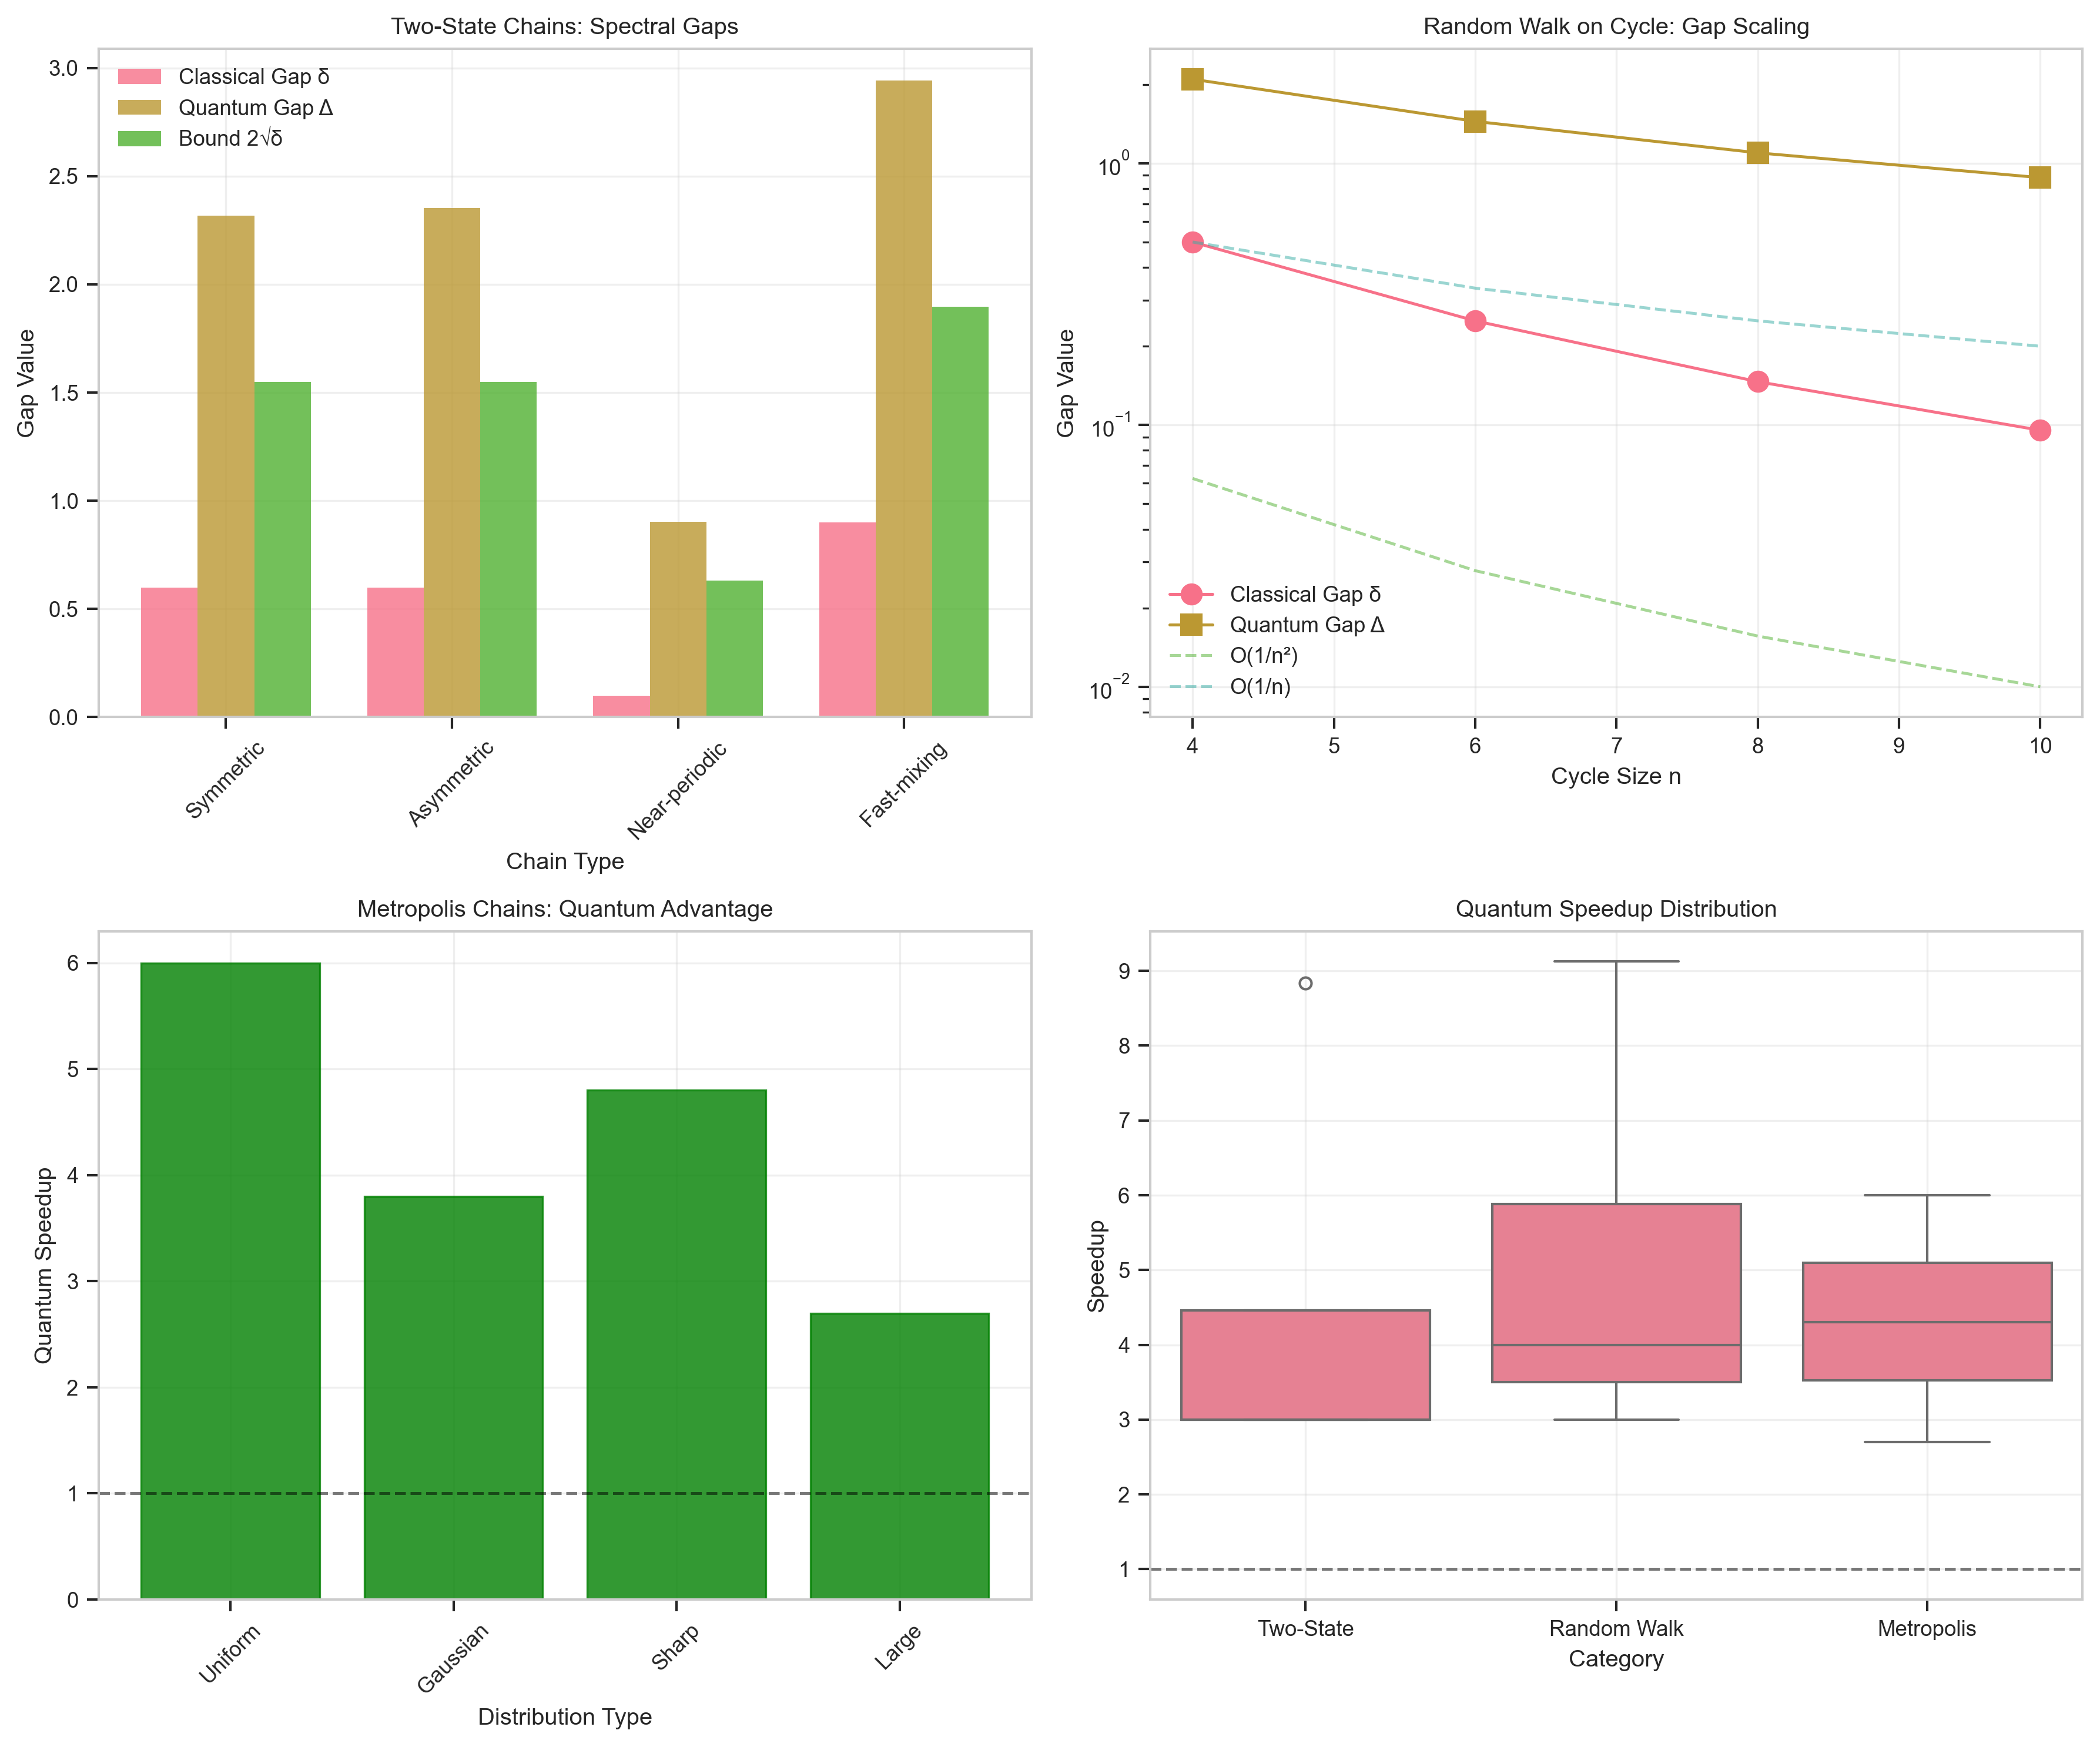 Two-State Chains: Spectral Gaps
Gap Value
3.0
2.5
2.0
1.5
1.0
0.5
0.0
Classical Gap δ
Quantum Gap Δ
Bound 2√δ
Symmetric
Asymmetric
Near-periodic
Fast-mixing
Chain Type
Random Walk on Cycle: Gap Scaling
Gap Value
10⁰
10⁻¹
10⁻²
Classical Gap δ
Quantum Gap Δ
O(1/n²)
O(1/n)
4 5 6 7 8 9 10
Cycle Size n
Metropolis Chains: Quantum Advantage
Quantum Speedup
6
5
4
3
2
1
0
Uniform
Gaussian
Sharp
Large
Distribution Type
Quantum Speedup Distribution
Speedup
9
8
7
6
5
4
3
2
1
Two-State Random Walk Metropolis
Category